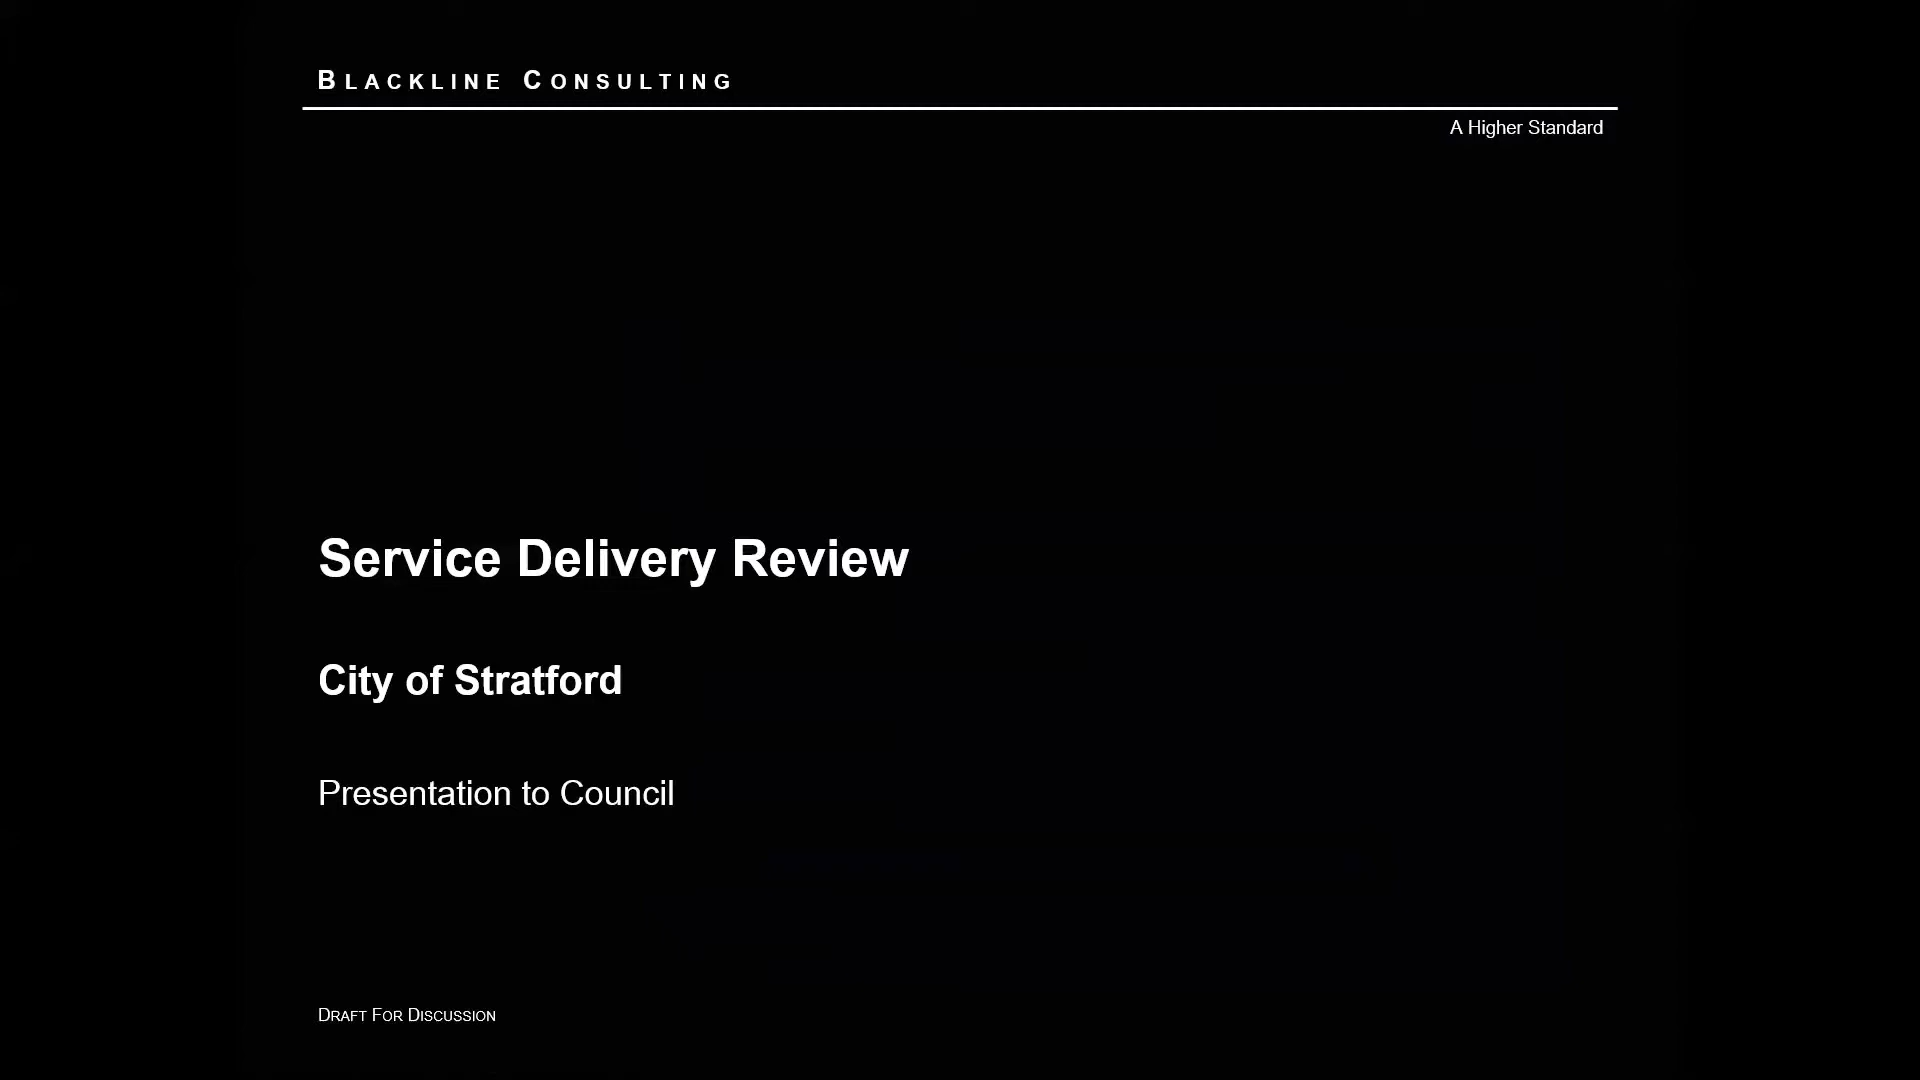 BLACKLINE CONSULTING
A Higher Standard
Service Delivery Review
City of Stratford
Presentation to Council
DRAFT FOR DISCUSSION